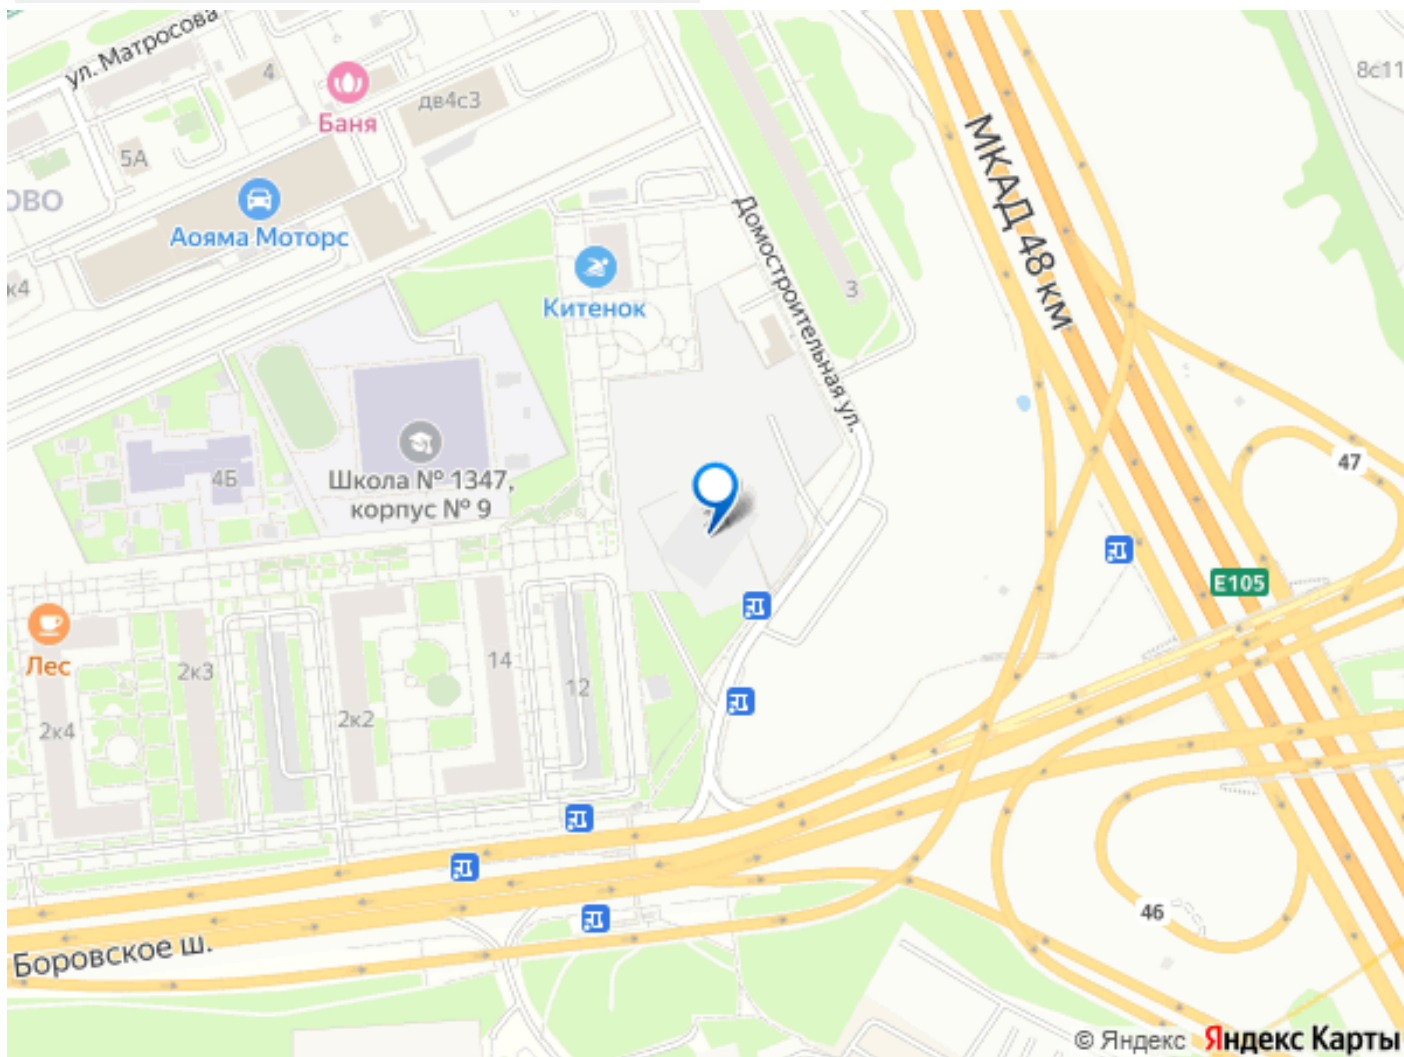 ул. Матросова
4
Баня
дв4с3
8с11
5А
ОВО
Аояма Моторс
к4
Китенок
Домостроительная ул.
3
МКАД 48 км
47
4Б
Школа № 1347,
корпус № 9
Е105
Лес
2к3
14
12
2к4
2к2
46
Боровское ш.
© Яндекс Яндекс Карты